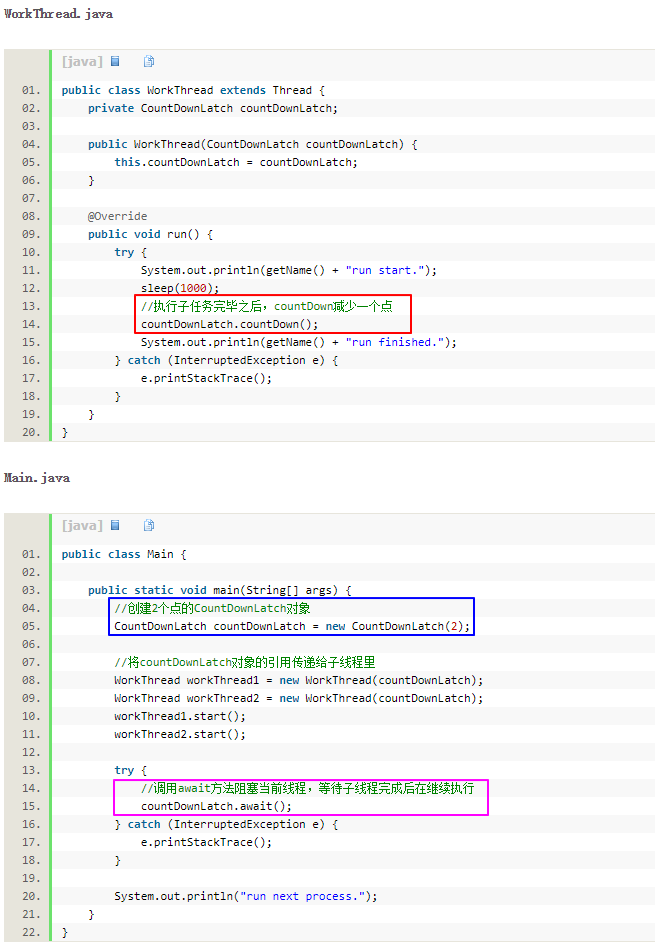 WorkThread.java
[java]
01. public class WorkThread extends Thread {
02.     private CountDownLatch countDownLatch;
03.
04.     public WorkThread(CountDownLatch countDownLatch) {
05.         this.countDownLatch = countDownLatch;
06.     }
07.
08.     @Override
09.     public void run() {
10.         try {
11.             System.out.println(getName() + "run start.");
12.             sleep(1000);
13.             //执行子任务完毕之后，countDown减少一个点
14.             countDownLatch.countDown();
15.             System.out.println(getName() + "run finished.");
16.         } catch (InterruptedException e) {
17.             e.printStackTrace();
18.         }
19.     }
20. }
Main.java
[java]
01. public class Main {
02.
03.     public static void main(String[] args) {
04.         //创建2个点的CountDownLatch对象
05.         CountDownLatch countDownLatch = new CountDownLatch(2);
06.
07.         //将countDownLatch对象的引用传递给子线程里
08.         WorkThread workThread1 = new WorkThread(countDownLatch);
09.         WorkThread workThread2 = new WorkThread(countDownLatch);
10.         workThread1.start();
11.         workThread2.start();
12.
13.         try {
14.             //调用await方法阻塞当前线程，等待子线程完成后在继续执行
15.             countDownLatch.await();
16.         } catch (InterruptedException e) {
17.             e.printStackTrace();
18.         }
19.
20.         System.out.println("run next process.");
21.     }
22. }